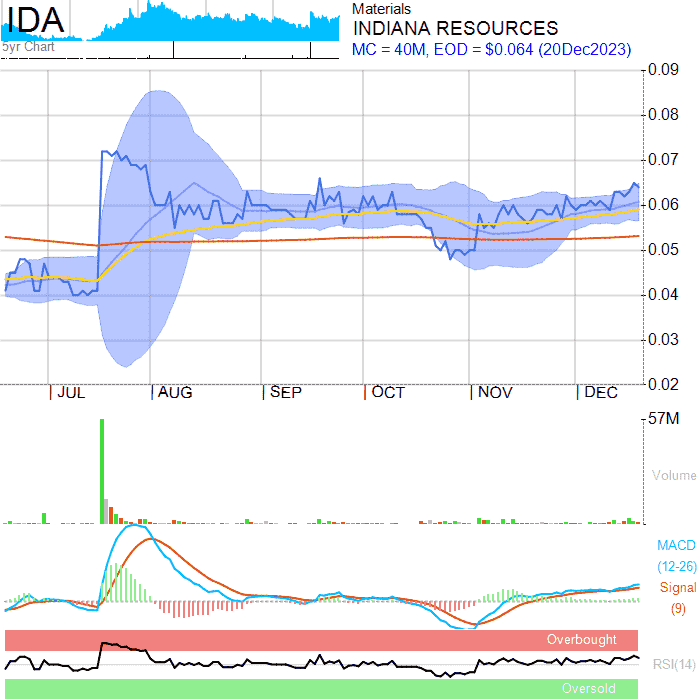 IDA
5yr Chart
Materials
INDIANA RESOURCES
MC = 40M, EOD = $0.064 (20Dec2023)
0.09
0.08
0.07
0.06
0.05
0.04
0.03
0.02
JUL AUG SEP OCT NOV DEC
57M
Volume
MACD
(12-26)
Signal
(9)
Overbought
RSI(14)
Oversold